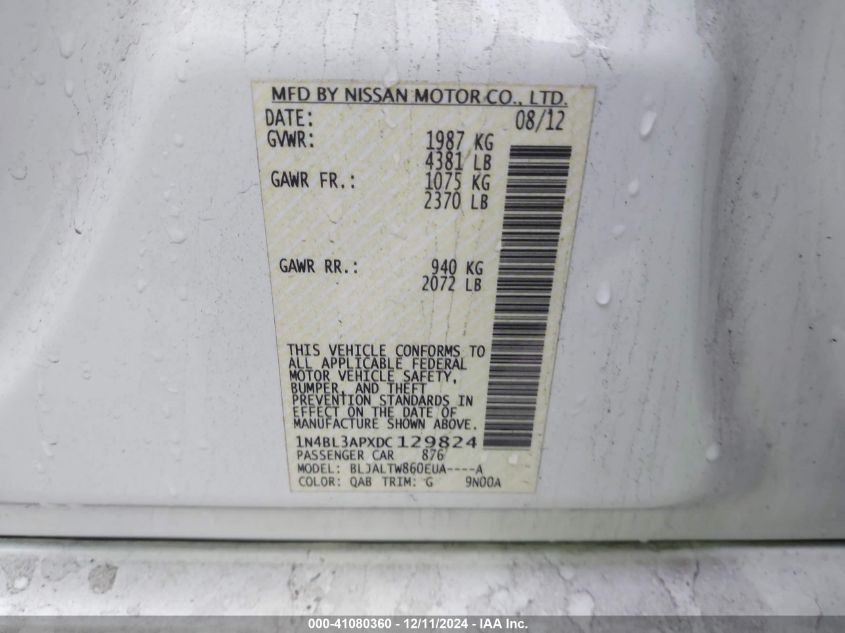 MFD BY NISSAN MOTOR CO., LTD.
DATE: 08/12
GVWR: 1987 KG
4381 LB
GAWR FR.: 1075 KG
2370 LB
GAWR RR.: 940 KG
2072 LB
THIS VEHICLE CONFORMS TO
ALL APPLICABLE FEDERAL
MOTOR VEHICLE SAFETY,
BUMPER, AND THEFT
PREVENTION STANDARDS IN
EFFECT ON THE DATE OF
MANUFACTURE SHOWN ABOVE.
1N4BL3APXDC129824
PASSENGER CAR 876
MODEL: BLJALTW860EUA----A
COLOR: QAB TRIM: G 9N00A
000-41080360 - 12/11/2024 - IAA Inc.